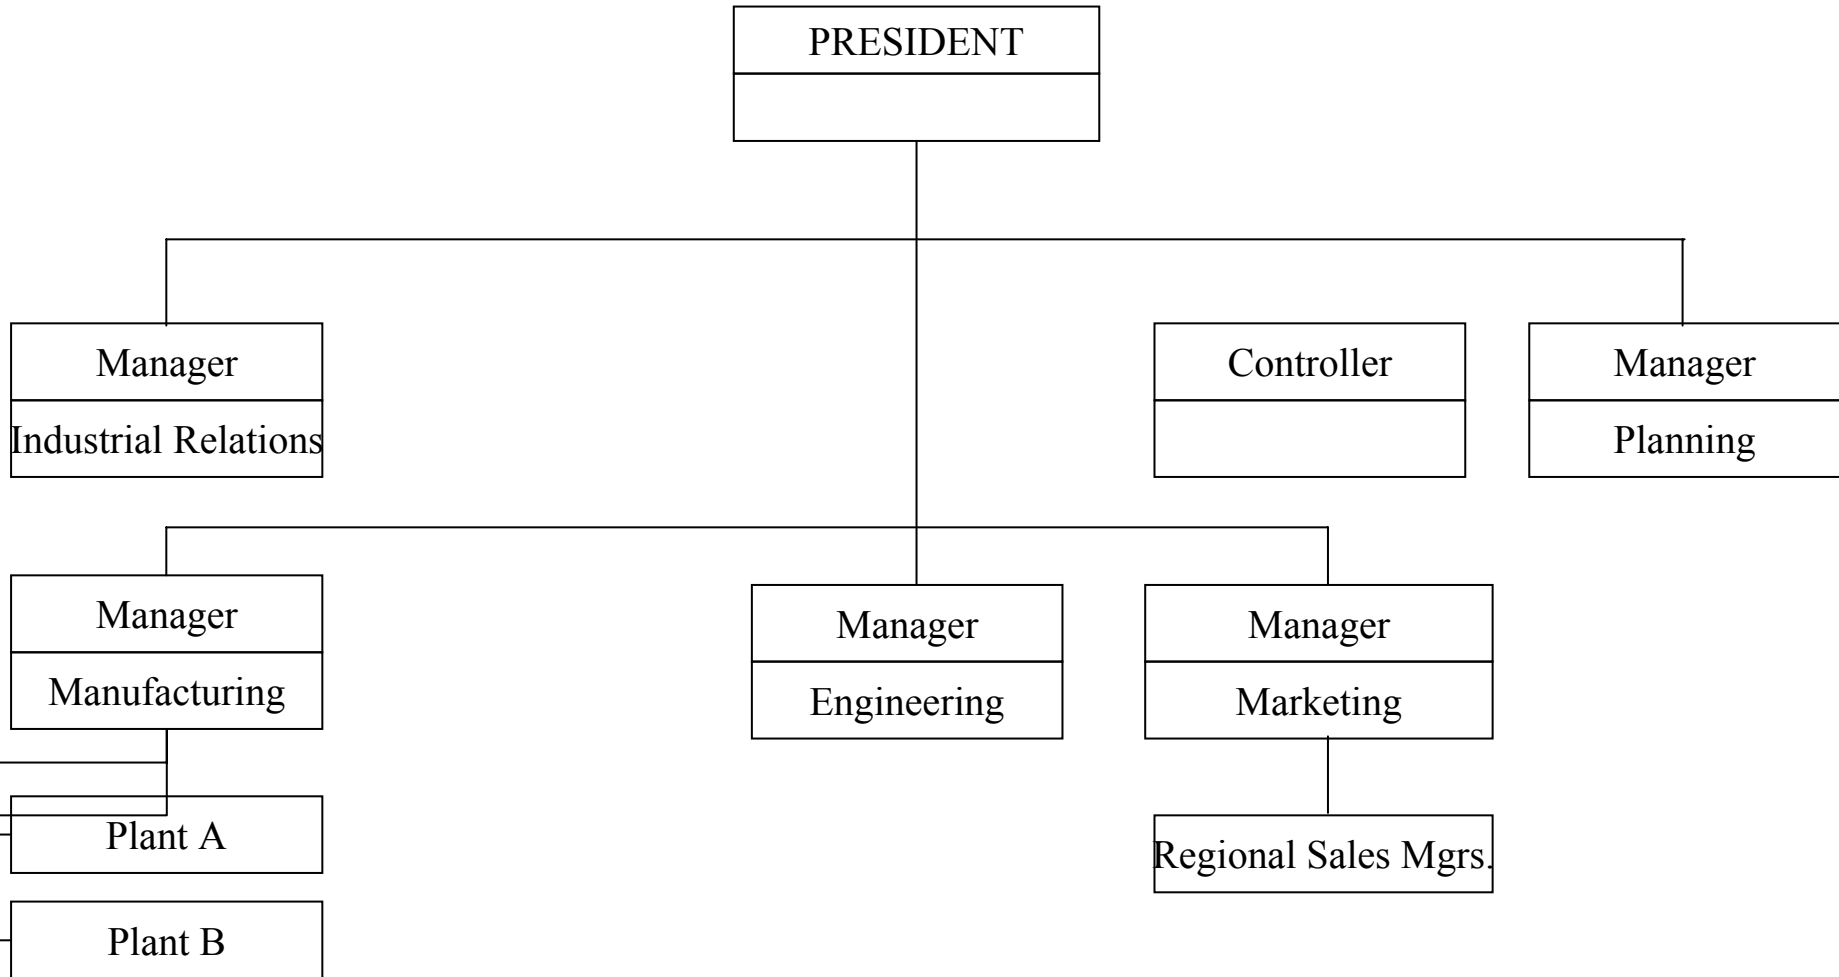 PRESIDENT
Manager
Industrial Relations
Controller
Manager
Planning
Manager
Manufacturing
Manager
Engineering
Manager
Marketing
Plant A
Regional Sales Mgrs.
Plant B